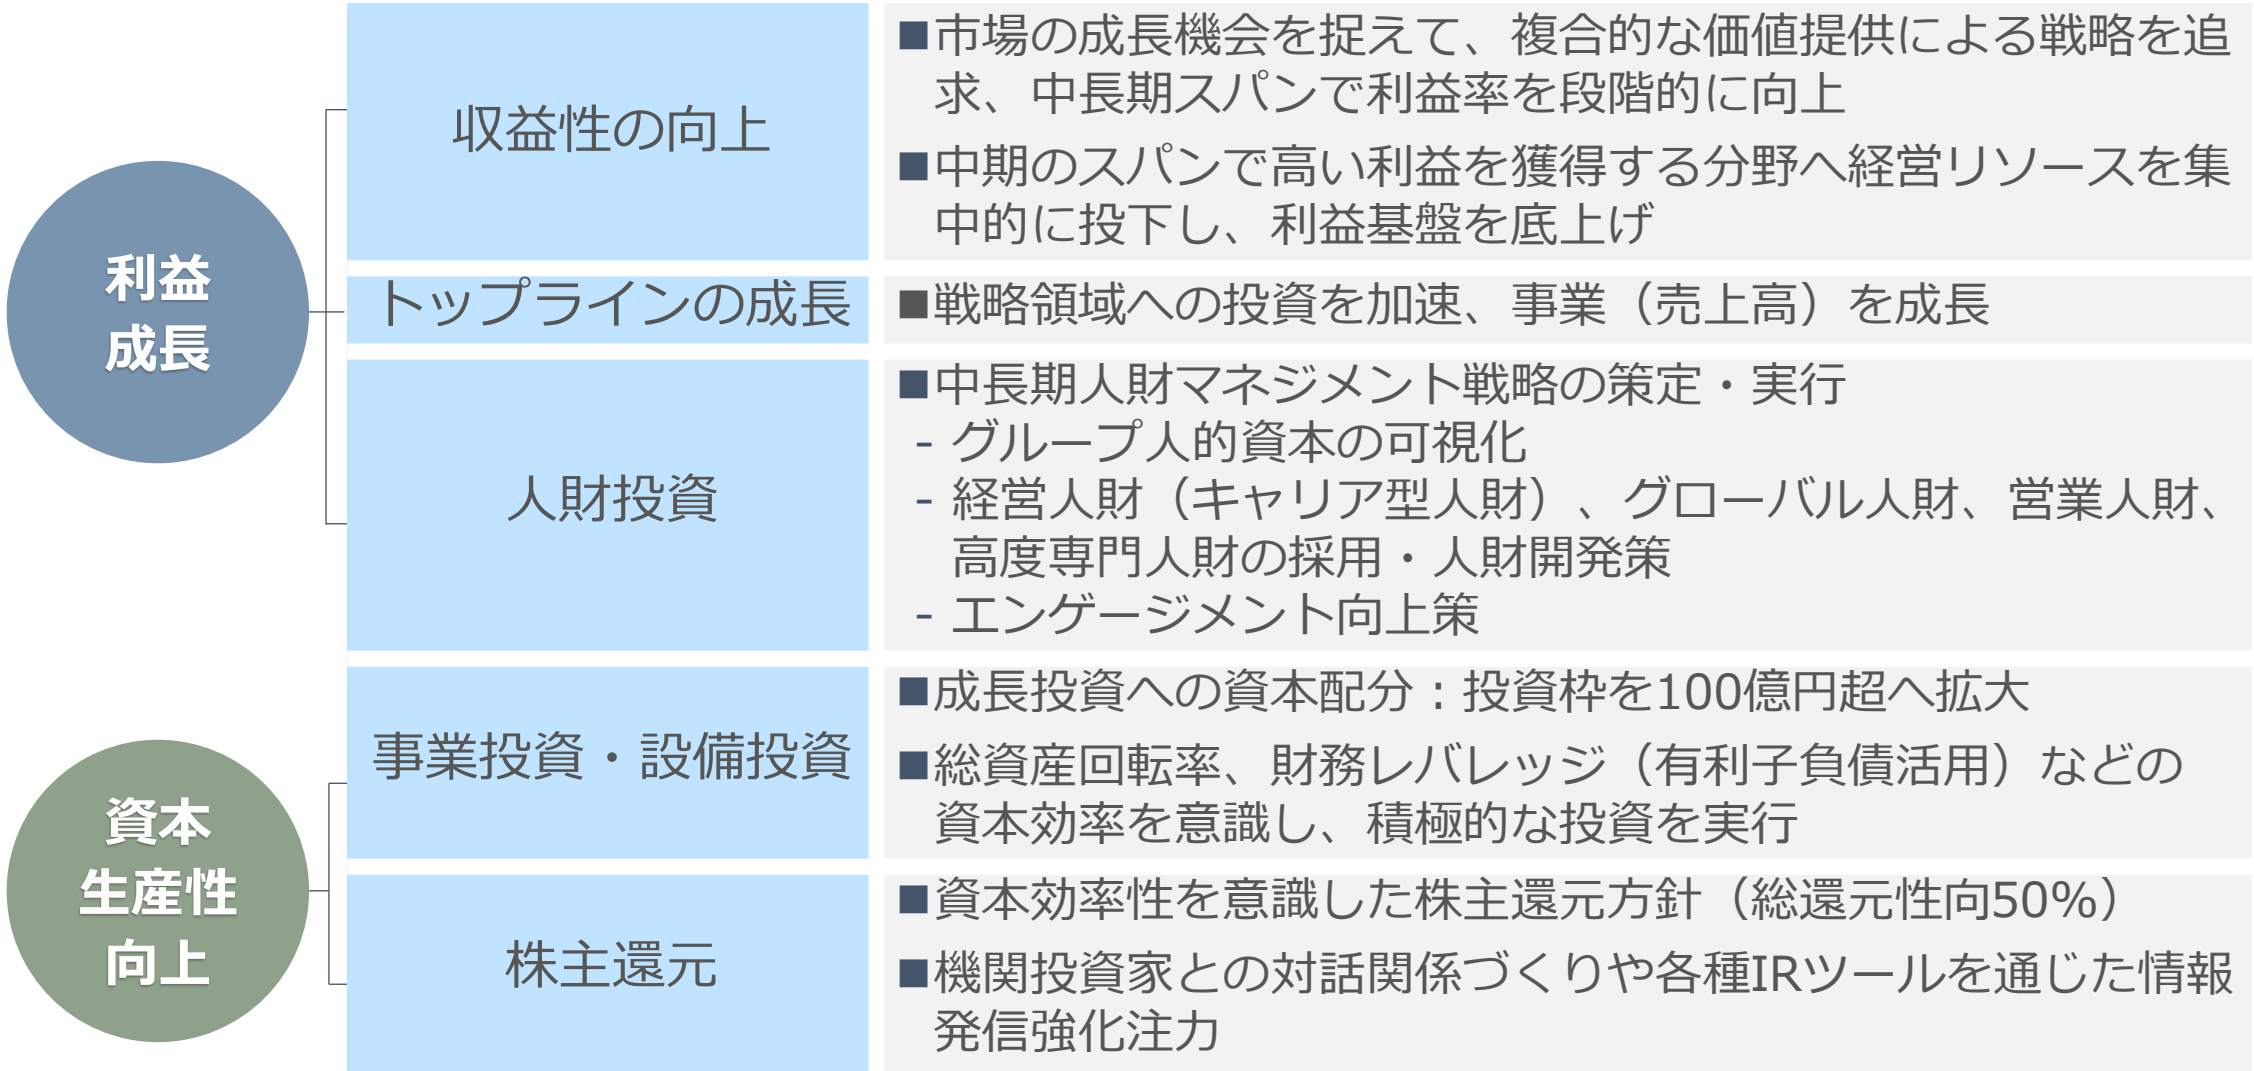 利益
成長
収益性の向上
■市場の成長機会を捉えて、複合的な価値提供による戦略を追
求、中長期スパンで利益率を段階的に向上
■中期のスパンで高い利益を獲得する分野へ経営リソースを集
中的に投下し、利益基盤を底上げ
トップラインの成長
■戦略領域への投資を加速、事業（売上高）を成長
人財投資
■中長期人財マネジメント戦略の策定・実行
- グループ人的資本の可視化
- 経営人財（キャリア型人財）、グローバル人財、営業人財、
高度専門人財の採用・人財開発策
- エンゲージメント向上策
資本
生産性
向上
事業投資・設備投資
■成長投資への資本配分：投資枠を100億円超へ拡大
■総資産回転率、財務レバレッジ（有利子負債活用）などの
資本効率を意識し、積極的な投資を実行
株主還元
■資本効率性を意識した株主還元方針（総還元性向50%）
■機関投資家との対話関係づくりや各種IRツールを通じた情報
発信強化注力